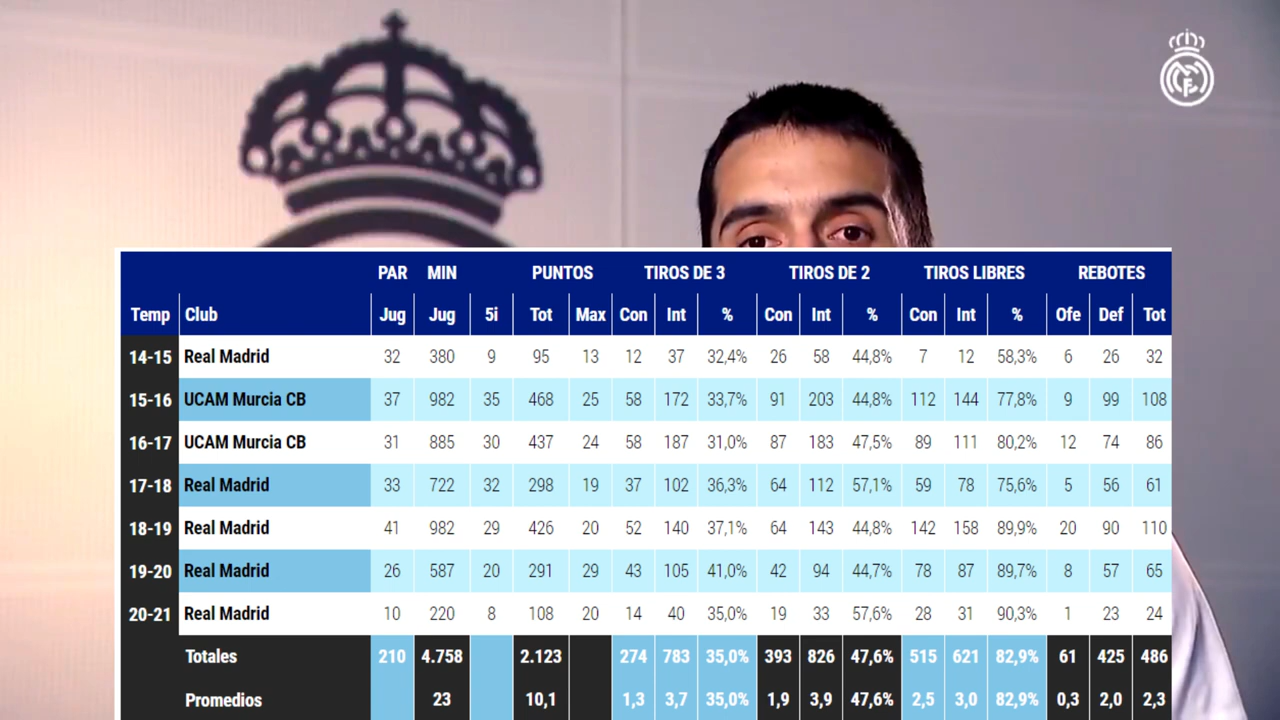 PAR MIN PUNTOS TIROS DE 3 TIROS DE 2 TIROS LIBRES REBOTES
Temp Club Jug Jug 5i Tot Max Con Int % Con Int % Con Int % Ofe Def Tot
14-15 Real Madrid 32 380 9 95 13 12 37 32,4% 26 58 44,8% 7 12 58,3% 6 26 32
15-16 UCAM Murcia CB 37 982 35 468 25 58 172 33,7% 91 203 44,8% 112 144 77,8% 9 99 108
16-17 UCAM Murcia CB 31 885 30 437 24 58 187 31,0% 87 183 47,5% 89 111 80,2% 12 74 86
17-18 Real Madrid 33 722 32 298 19 37 102 36,3% 64 112 57,1% 59 78 75,6% 5 56 61
18-19 Real Madrid 41 982 29 426 20 52 140 37,1% 64 143 44,8% 142 158 89,9% 20 90 110
19-20 Real Madrid 26 587 20 291 29 43 105 41,0% 42 94 44,7% 78 87 89,7% 8 57 65
20-21 Real Madrid 10 220 8 108 20 14 40 35,0% 19 33 57,6% 28 31 90,3% 1 23 24
Totales 210 4.758 2.123 274 783 35,0% 393 826 47,6% 515 621 82,9% 61 425 486
Promedios 23 10,1 1,3 3,7 35,0% 1,9 3,9 47,6% 2,5 3,0 82,9% 0,3 2,0 2,3